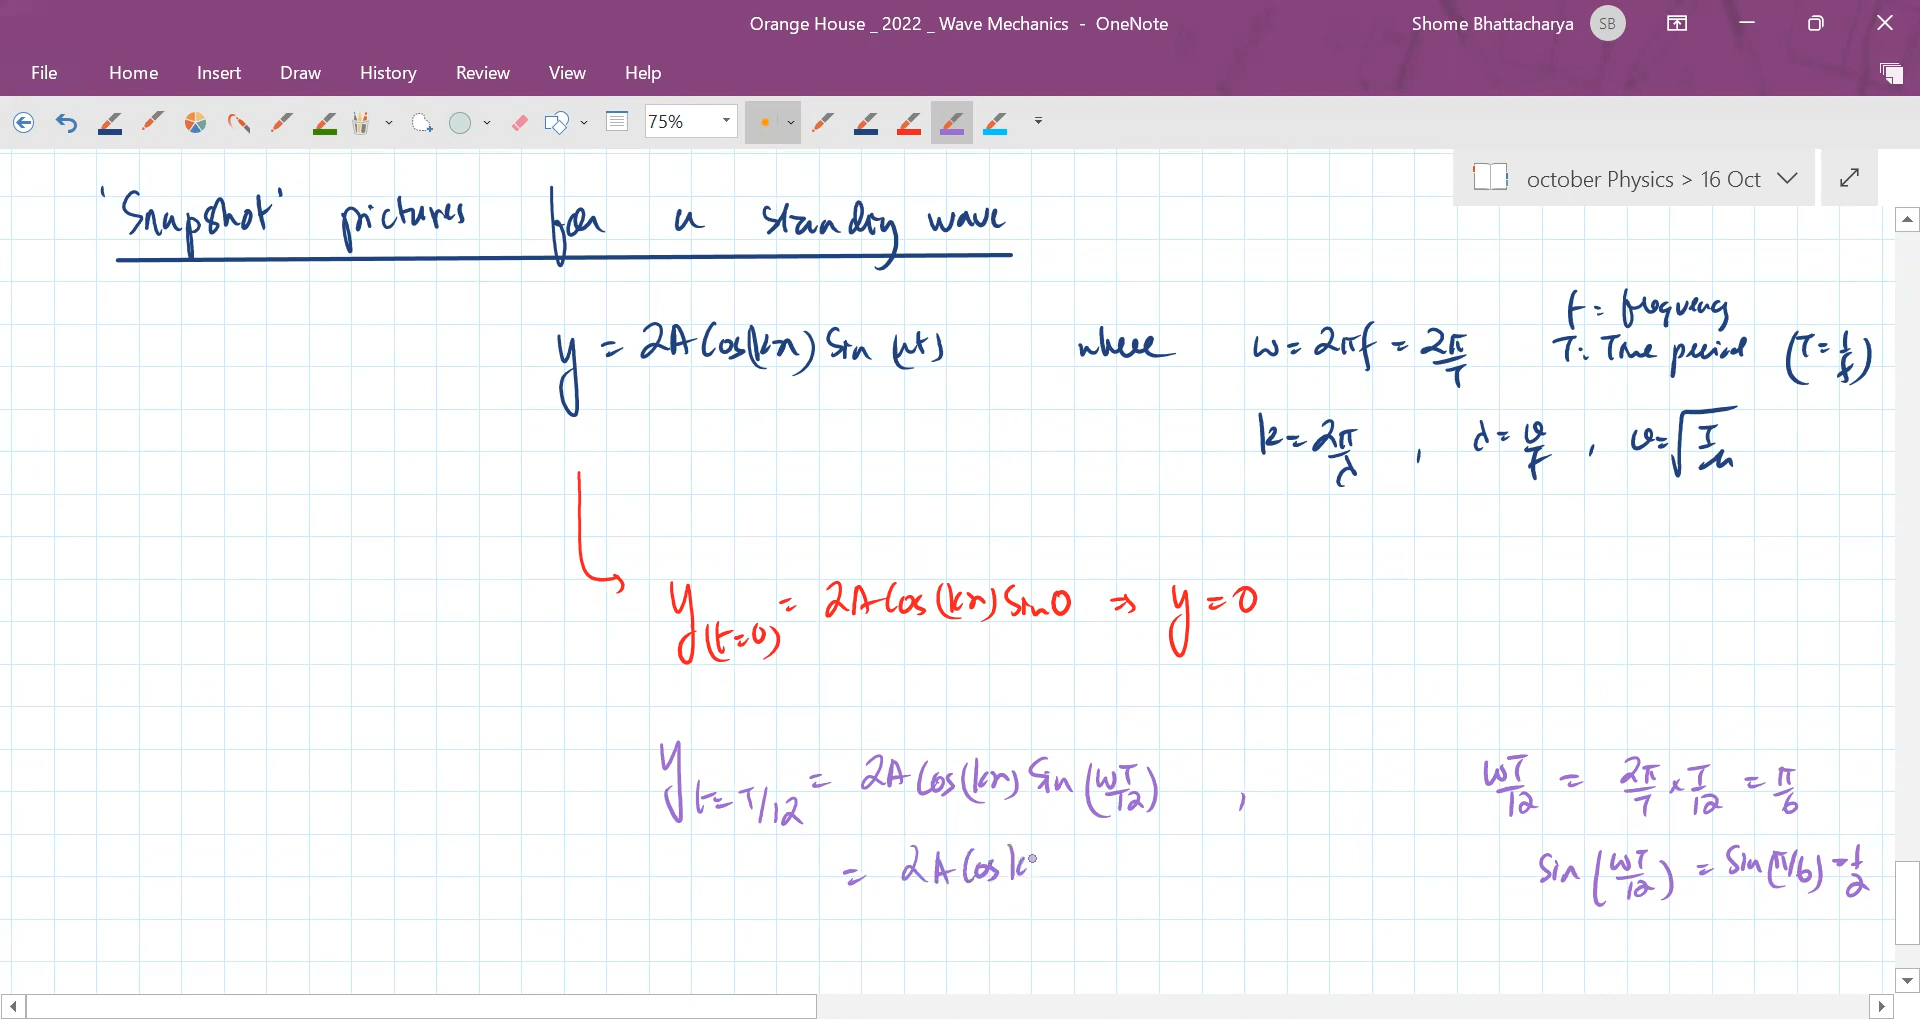 Orange House _ 2022 _ Wave Mechanics - OneNote
Shome Bhattacharya SB
File Home Insert Draw History Review View Help
75%
october Physics > 16 Oct
'Snapshot' pictures for a standing wave
f = frequency
y = 2A Cos(kx) Sin (ωt) where ω = 2πf = 2π/T T: Time period (T = 1/f)
k = 2π/λ , λ = v/f , v = √(T/μ)
y(t=0) = 2A Cos(kx) Sin 0 ⇒ y = 0
y t=T/12 = 2A Cos(kx) Sin (ωT/12) , ωT/12 = 2π/T × T/12 = π/6
= 2A Cos k Sin (ωT/12) = Sin (π/6) = 1/2